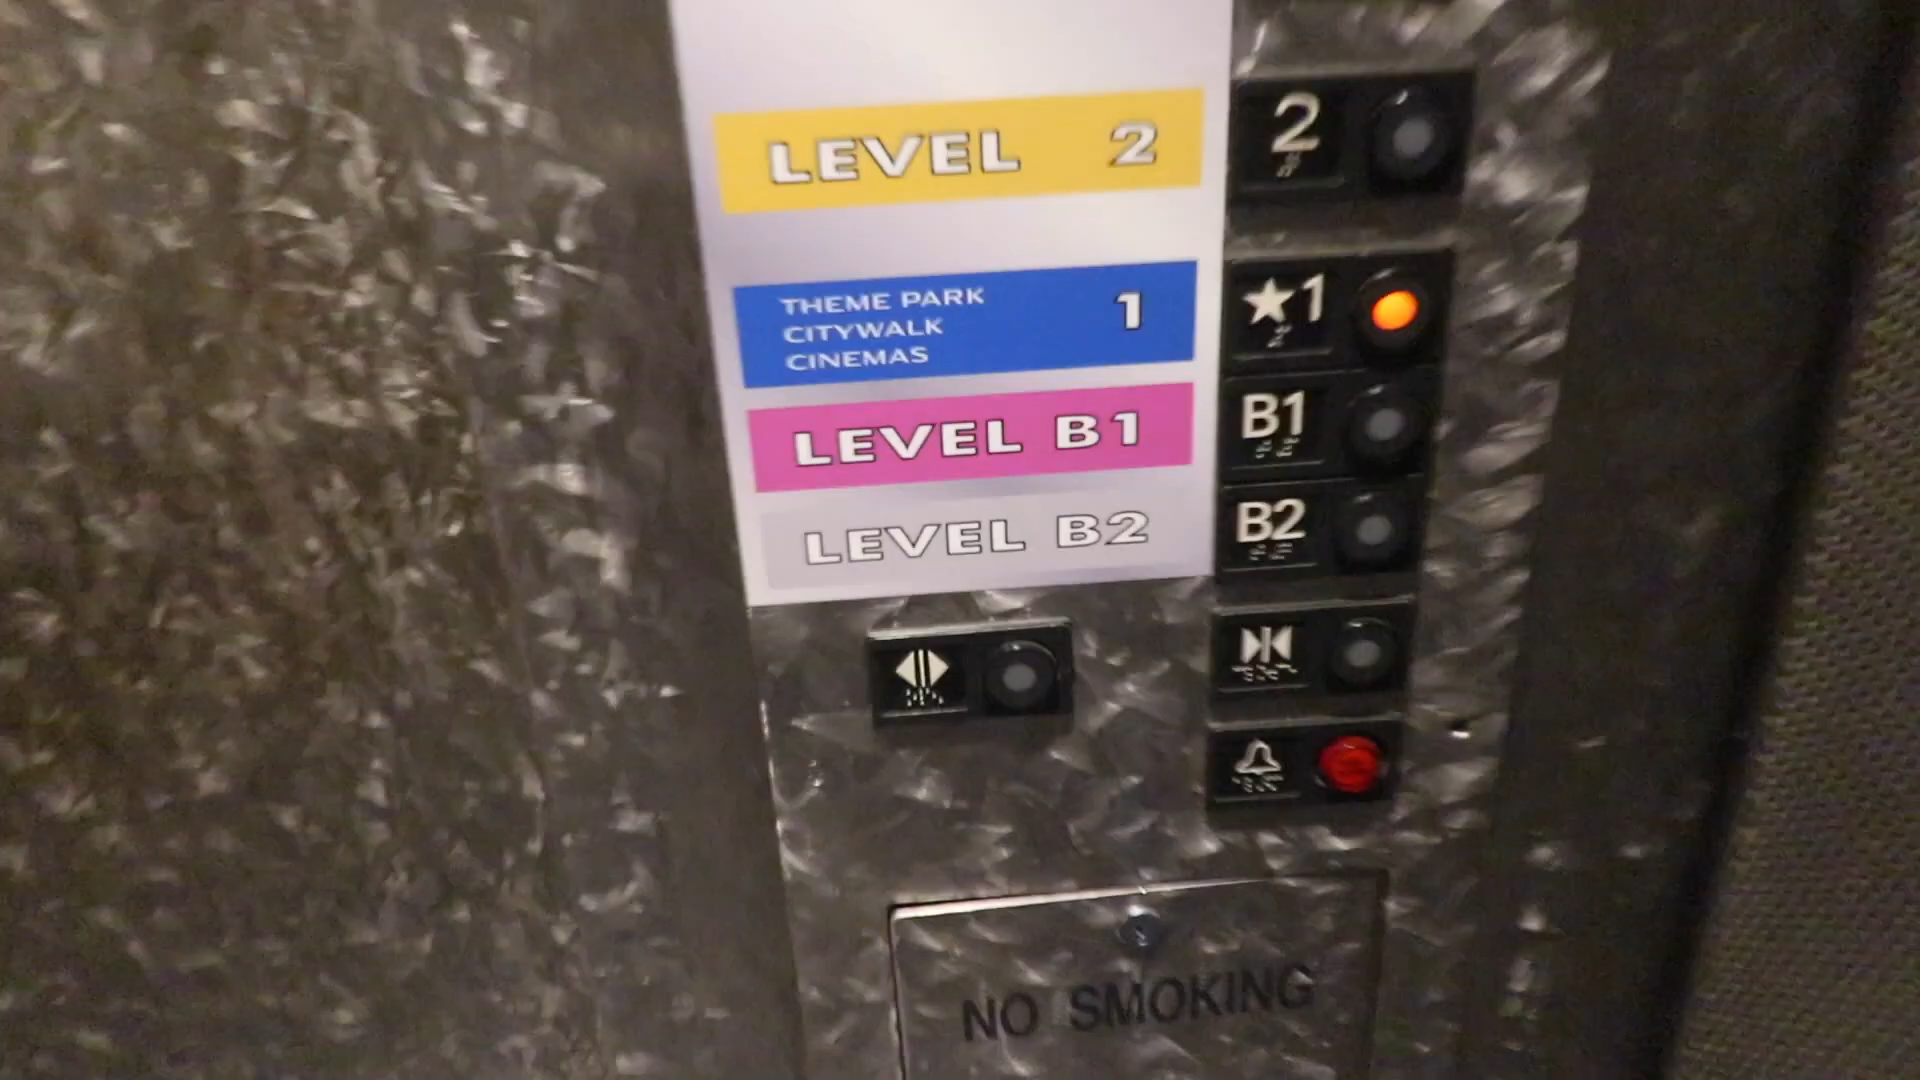 LEVEL 2
2
THEME PARK
CITYWALK
CINEMAS
1
★1
LEVEL B1
B1
LEVEL B2
B2
NO SMOKING